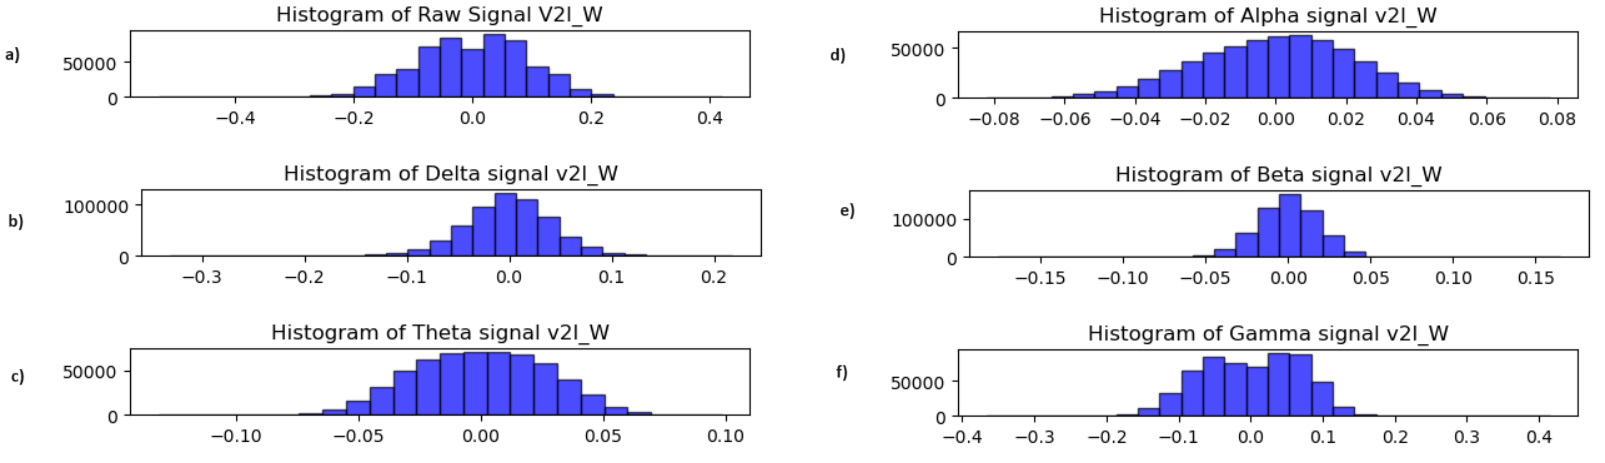 Histogram of Raw Signal V2l_W
a)
50000
0
−0.4 −0.2 0.0 0.2 0.4
Histogram of Delta signal v2l_W
b)
100000
0
−0.3 −0.2 −0.1 0.0 0.1 0.2
Histogram of Theta signal v2l_W
c)
50000
0
−0.10 −0.05 0.00 0.05 0.10
Histogram of Alpha signal v2l_W
d)
50000
0
−0.08 −0.06 −0.04 −0.02 0.00 0.02 0.04 0.06 0.08
Histogram of Beta signal v2l_W
e)
100000
0
−0.15 −0.10 −0.05 0.00 0.05 0.10 0.15
Histogram of Gamma signal v2l_W
f)
50000
0
−0.4 −0.3 −0.2 −0.1 0.0 0.1 0.2 0.3 0.4